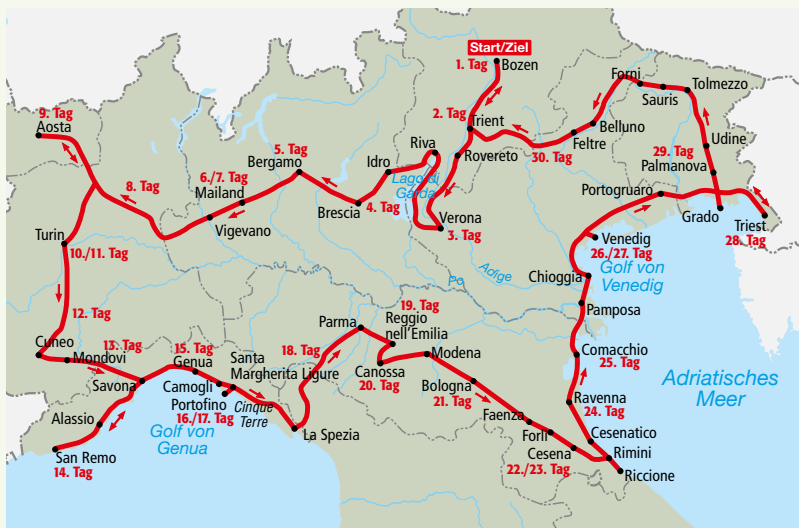 Start/Ziel
1. Tag
Bozen
Forni
Sauris
Tolmezzo
9. Tag
Aosta
2. Tag
Trient
Belluno
Feltre
Udine
29. Tag
Palmanova
30. Tag
5. Tag
Bergamo
Idro
Riva
Rovereto
6./7. Tag
Mailand
8. Tag
Lago di
Garda
Portogruaro
Grado
Vigevano
Brescia
4. Tag
Verona
3. Tag
Triest
28. Tag
Turin
10./11. Tag
Venedig
26./27. Tag
Golf von
Venedig
Po
Adige
Chioggia
Pamposa
12. Tag
19. Tag
Parma
Reggio
nell'Emilia
Cuneo
Mondovi
13. Tag
15. Tag
Genua
Santa
Margherita Ligure
18. Tag
Modena
Canossa
20. Tag
Comacchio
25. Tag
Savona
Camogli
Portofino
16./17. Tag
Cinque
Terre
Bologna
21. Tag
Adriatisches
Meer
Alassio
Golf von
Genua
La Spezia
Faenza
Forli
Ravenna
24. Tag
San Remo
14. Tag
Cesena
22./23. Tag
Cesenatico
Rimini
Riccione